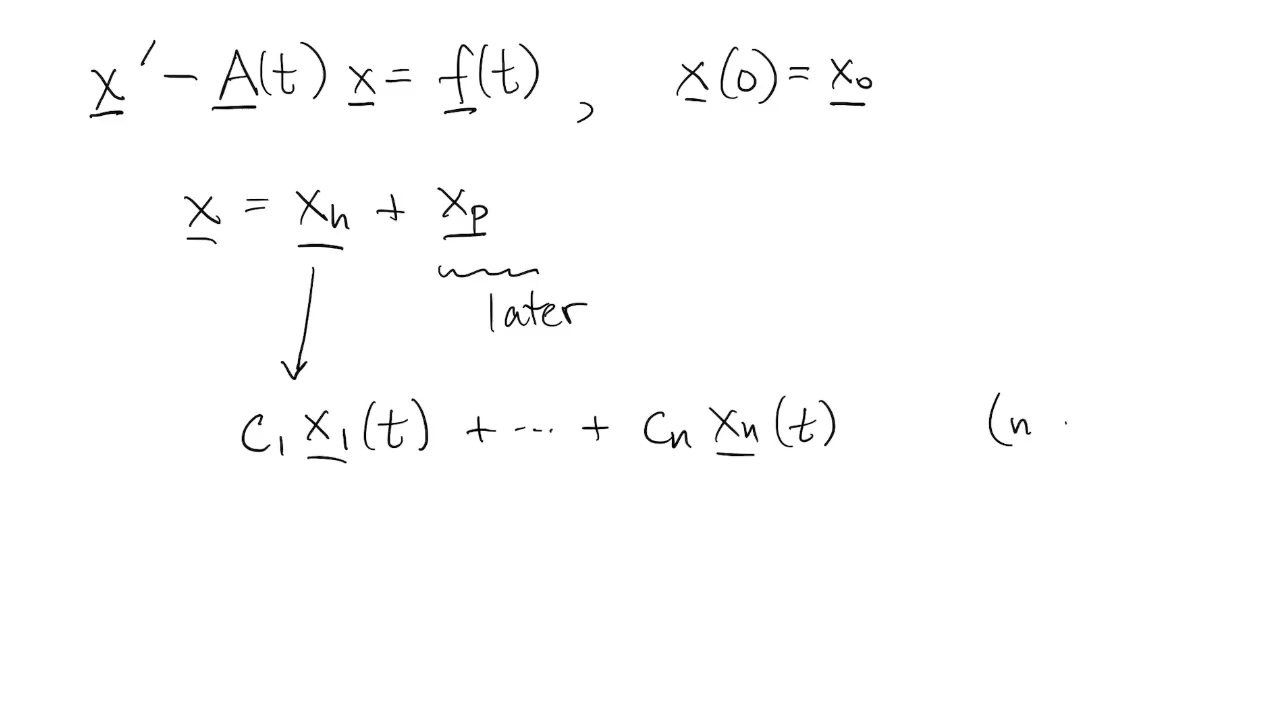 x′ − A(t) x = f(t) , x(0) = x₀
x = xₕ + xₚ
later
c₁ x₁(t) + ··· + cₙ xₙ(t) (n